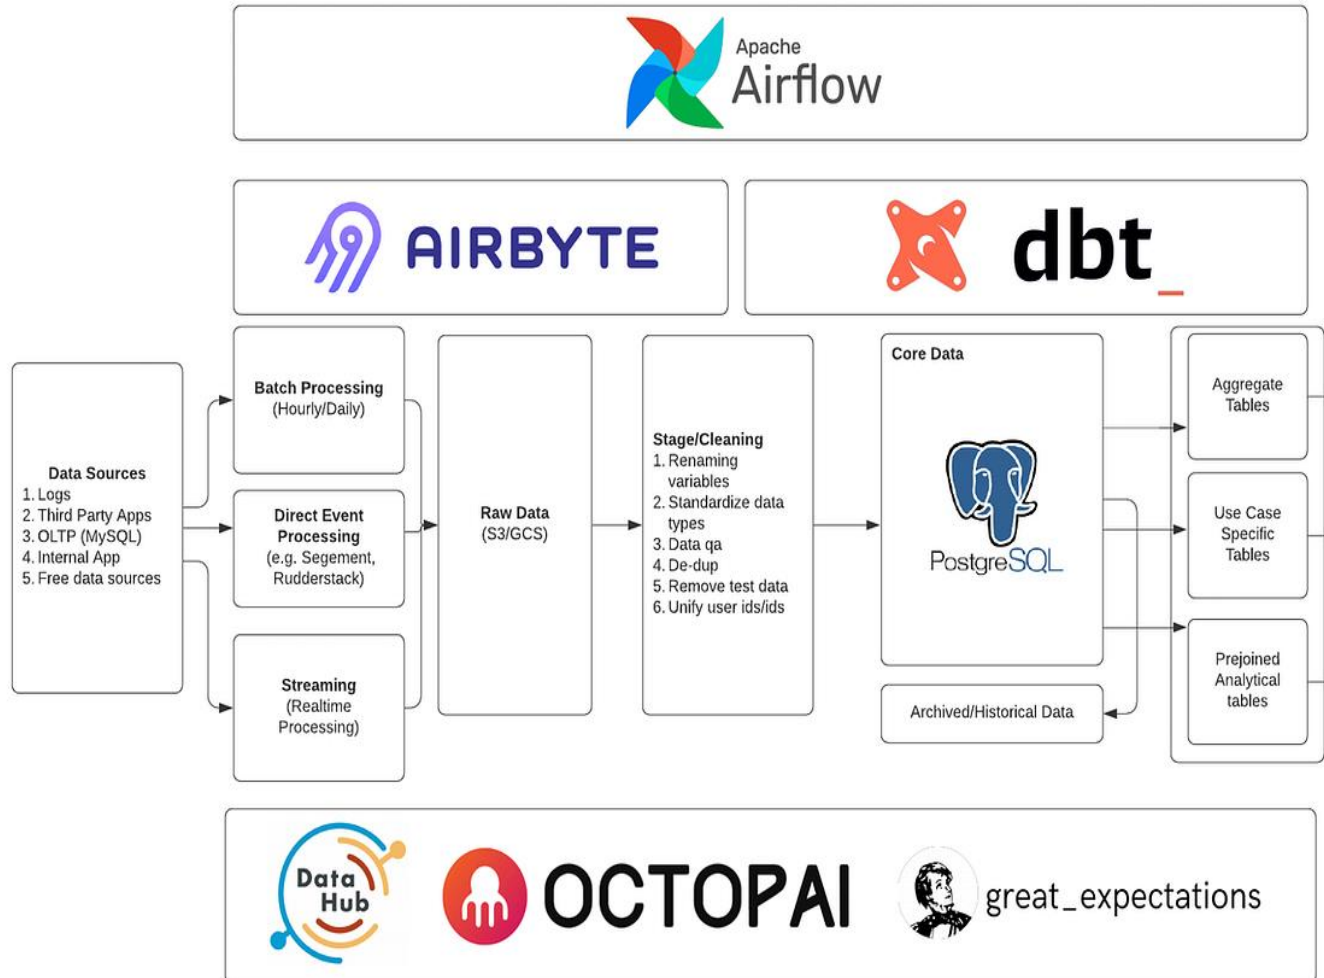 Apache
Airflow
AIRBYTE
dbt_
Data Sources
1. Logs
2. Third Party Apps
3. OLTP (MySQL)
4. Internal App
5. Free data sources
Batch Processing
(Hourly/Daily)
Direct Event
Processing
(e.g. Segement,
Rudderstack)
Streaming
(Realtime
Processing)
Raw Data
(S3/GCS)
Stage/Cleaning
1. Renaming
variables
2. Standardize data
types
3. Data qa
4. De-dup
5. Remove test data
6. Unify user ids/ids
Core Data
PostgreSQL
Archived/Historical Data
Aggregate
Tables
Use Case
Specific
Tables
Prejoined
Analytical
tables
Data
Hub
OCTOPAI
great_expectations